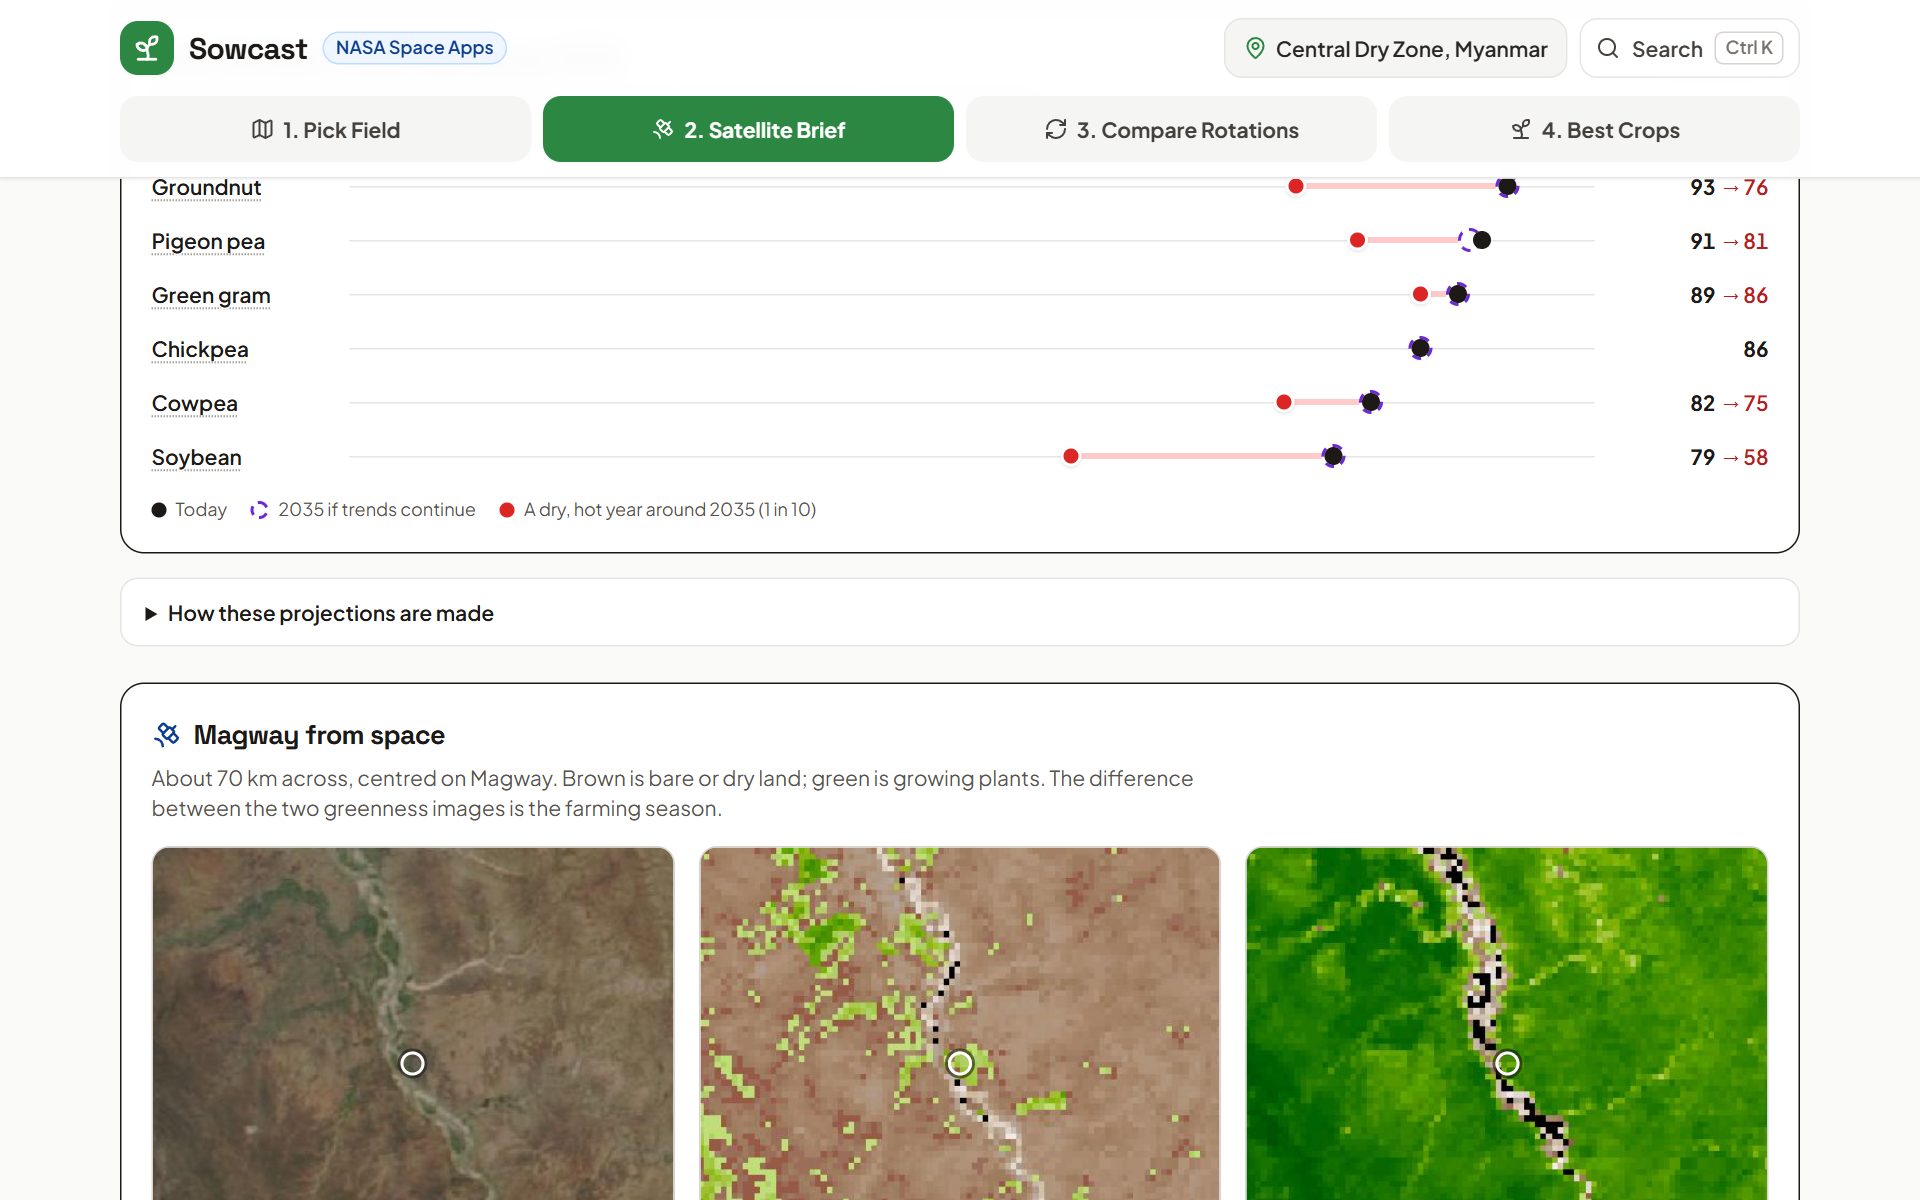 Sowcast NASA Space Apps
Central Dry Zone, Myanmar
Search Ctrl K
1. Pick Field
2. Satellite Brief
3. Compare Rotations
4. Best Crops
Groundnut 93 → 76
Pigeon pea 91 → 81
Green gram 89 → 86
Chickpea 86
Cowpea 82 → 75
Soybean 79 → 58
Today 2035 if trends continue A dry, hot year around 2035 (1 in 10)
How these projections are made
Magway from space
About 70 km across, centred on Magway. Brown is bare or dry land; green is growing plants. The difference
between the two greenness images is the farming season.